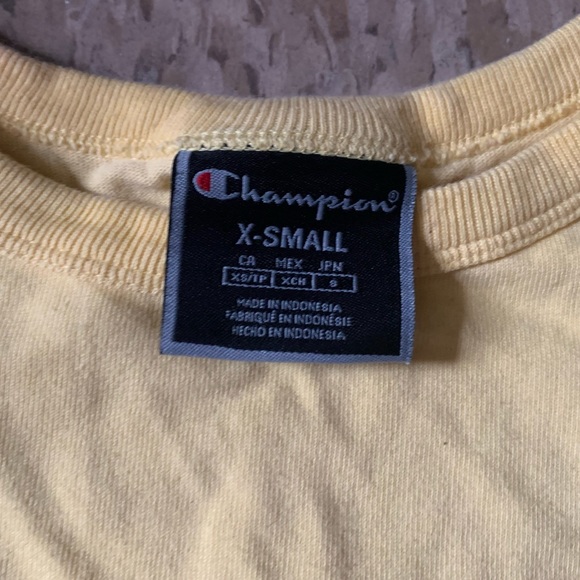 Champion®
X-SMALL
CA MEX JPN
XS/TP XCH S
MADE IN INDONESIA
FABRIQUÉ EN INDONÉSIE
HECHO EN INDONESIA